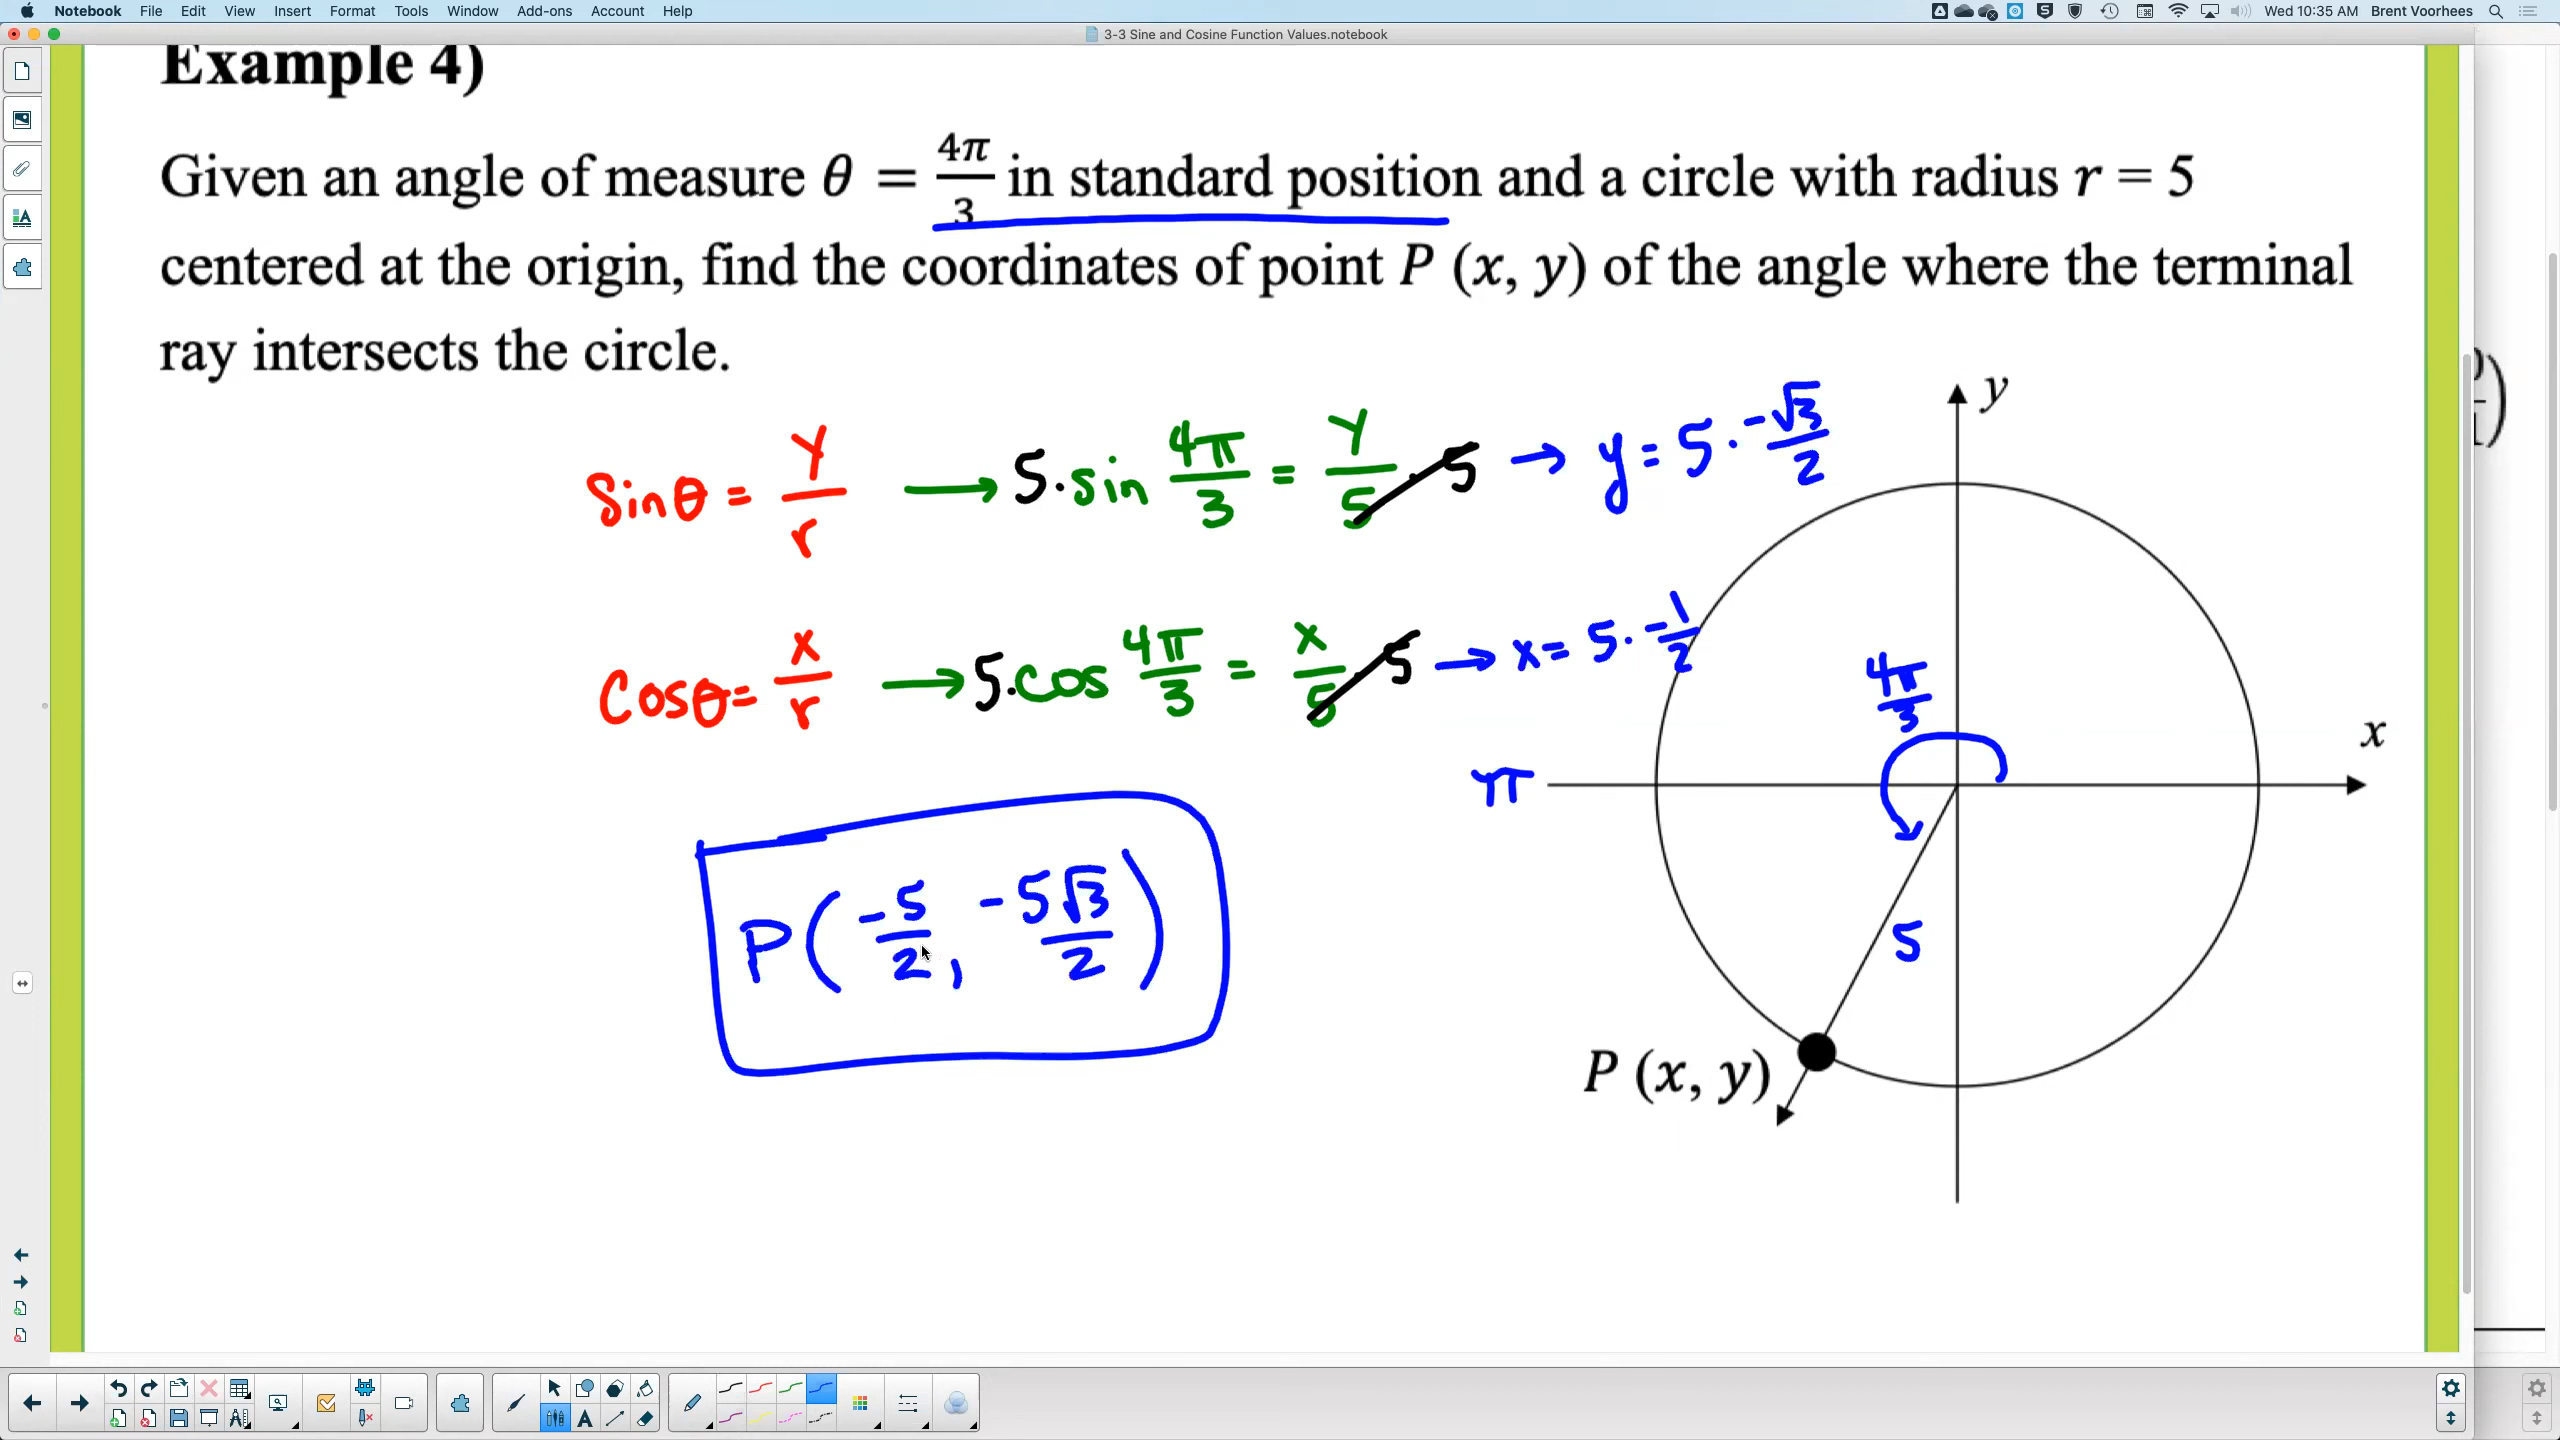 Notebook File Edit View Insert Format Tools Window Add-ons Account Help Wed 10:35 AM Brent Voorhees
3-3 Sine and Cosine Function Values.notebook
Example 4)
Given an angle of measure θ = 4π/3 in standard position and a circle with radius r = 5
centered at the origin, find the coordinates of point P (x, y) of the angle where the terminal
ray intersects the circle.
sinθ = y/r → 5·sin 4π/3 = y/5 · 5 → y = 5 · -√3/2
cosθ = x/r → 5·cos 4π/3 = x/5 · 5 → x = 5 · -1/2
P(-5/2, -5√3/2)
y
x
4π/3
π
5
P (x, y)